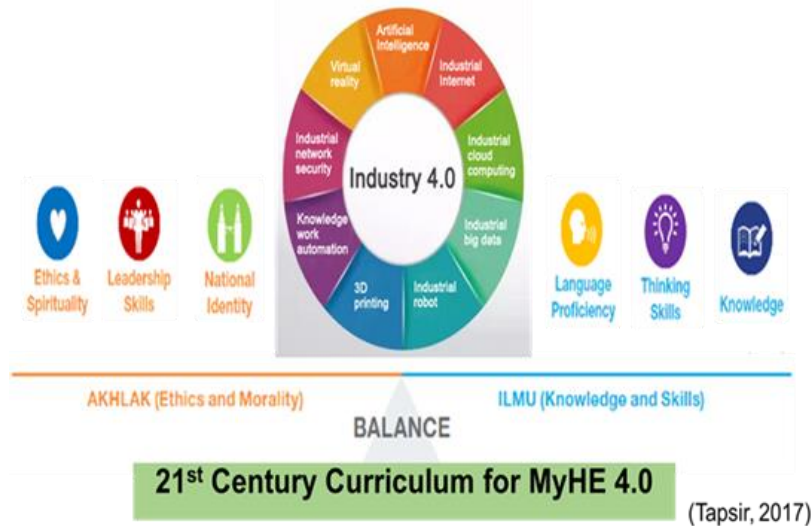 Artificial
Intelligence
Industrial
Internet
Industrial
cloud
computing
Industrial
big data
Industrial
robot
3D
printing
Knowledge
work
automation
Industrial
network
security
Virtual
reality
Industry 4.0
Ethics &
Spirituality
Leadership
Skills
National
Identity
Language
Proficiency
Thinking
Skills
Knowledge
AKHLAK (Ethics and Morality)
ILMU (Knowledge and Skills)
BALANCE
21st Century Curriculum for MyHE 4.0
(Tapsir, 2017)